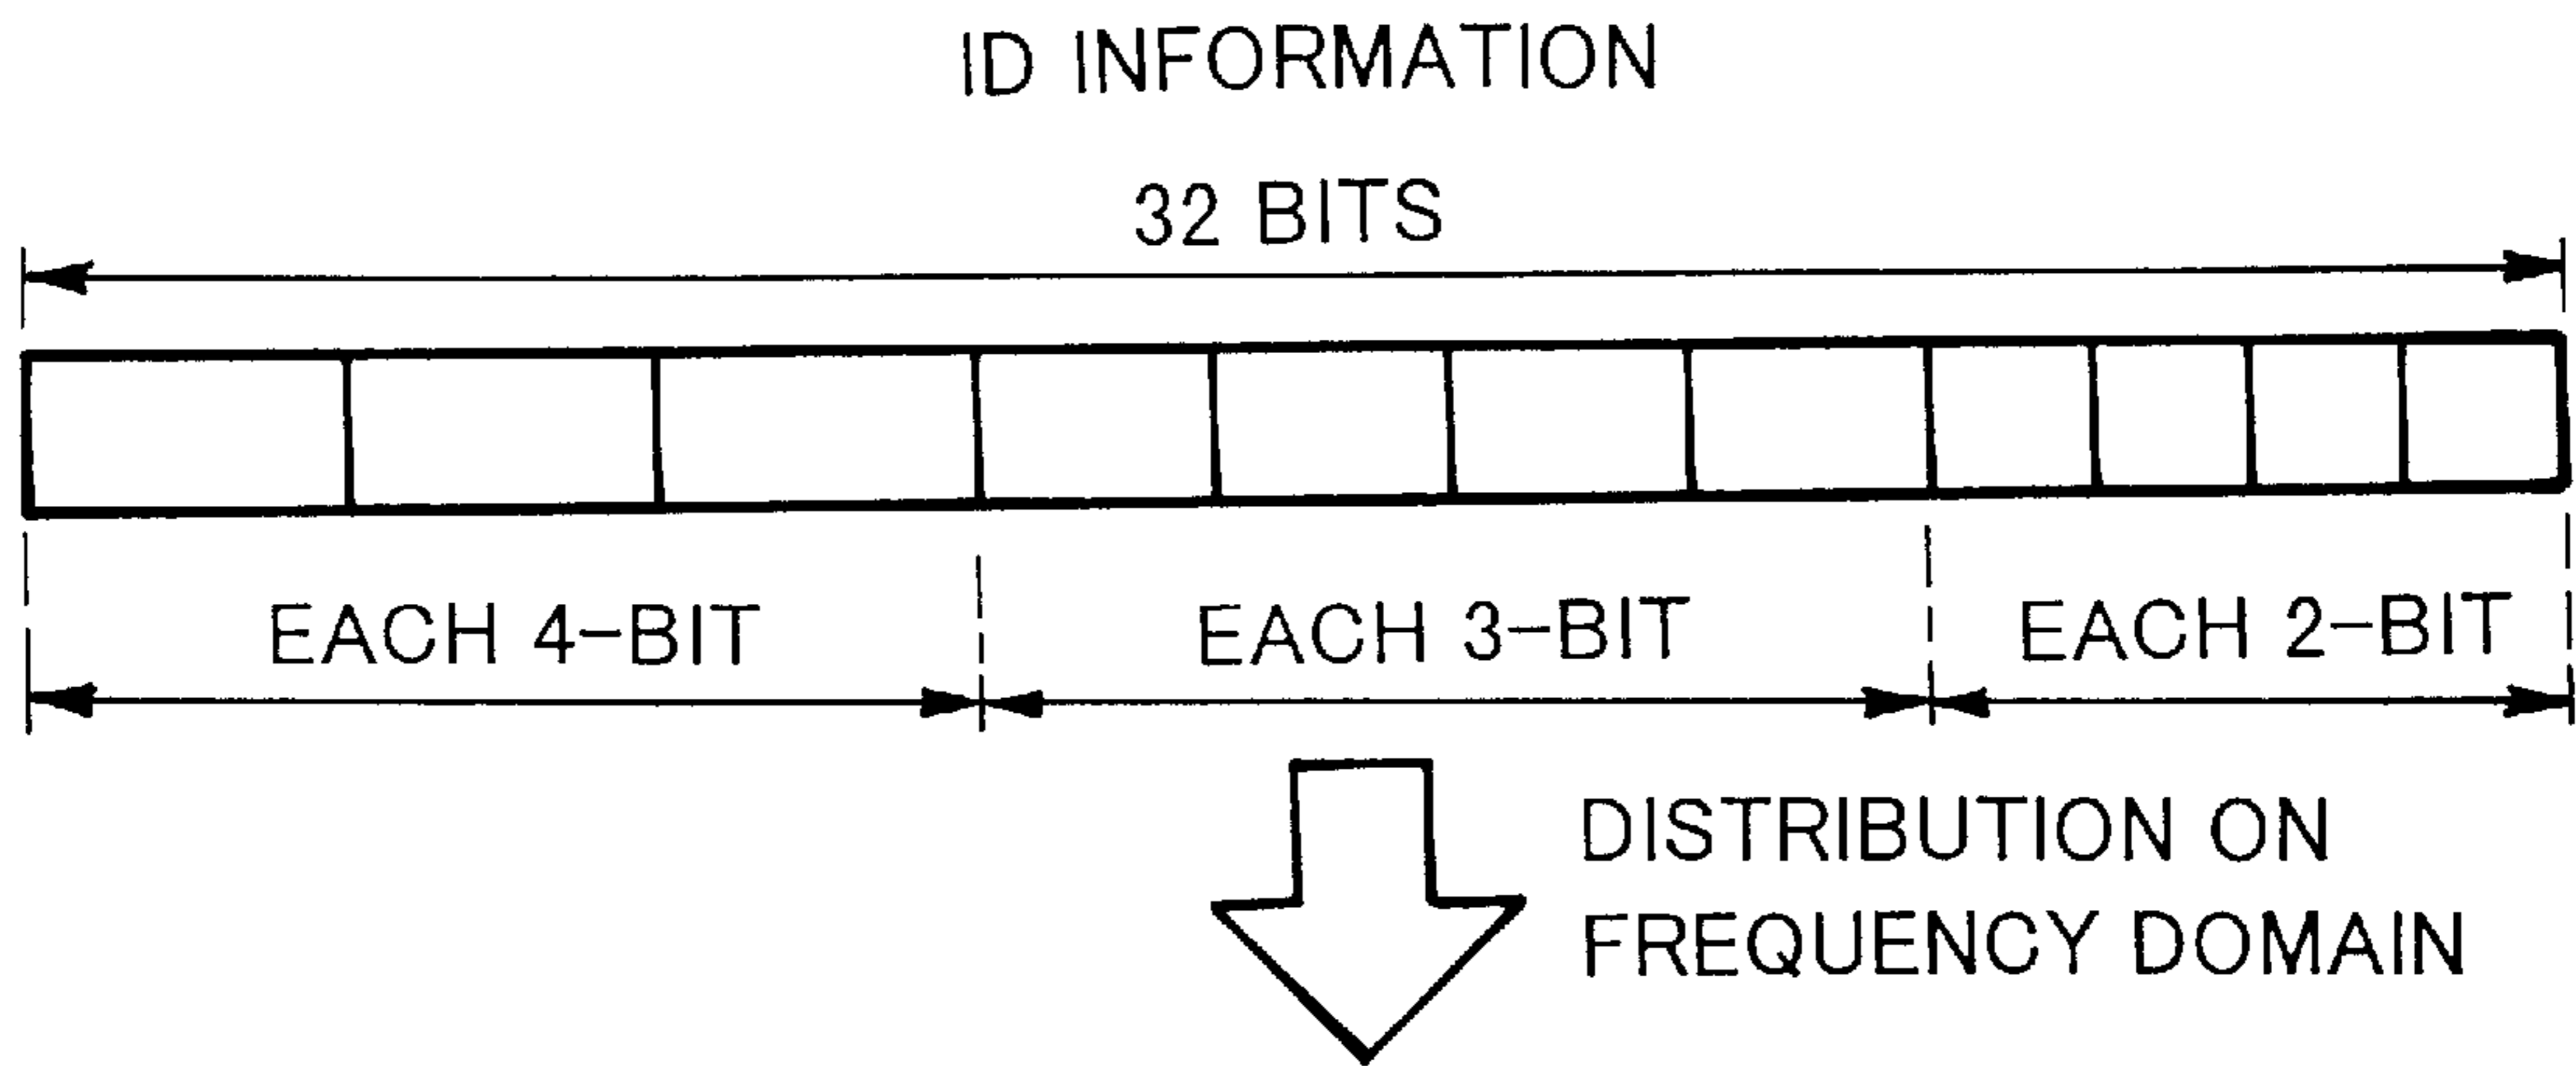 ID INFORMATION
32 BITS
EACH 4-BIT EACH 3-BIT EACH 2-BIT
DISTRIBUTION ON
FREQUENCY DOMAIN